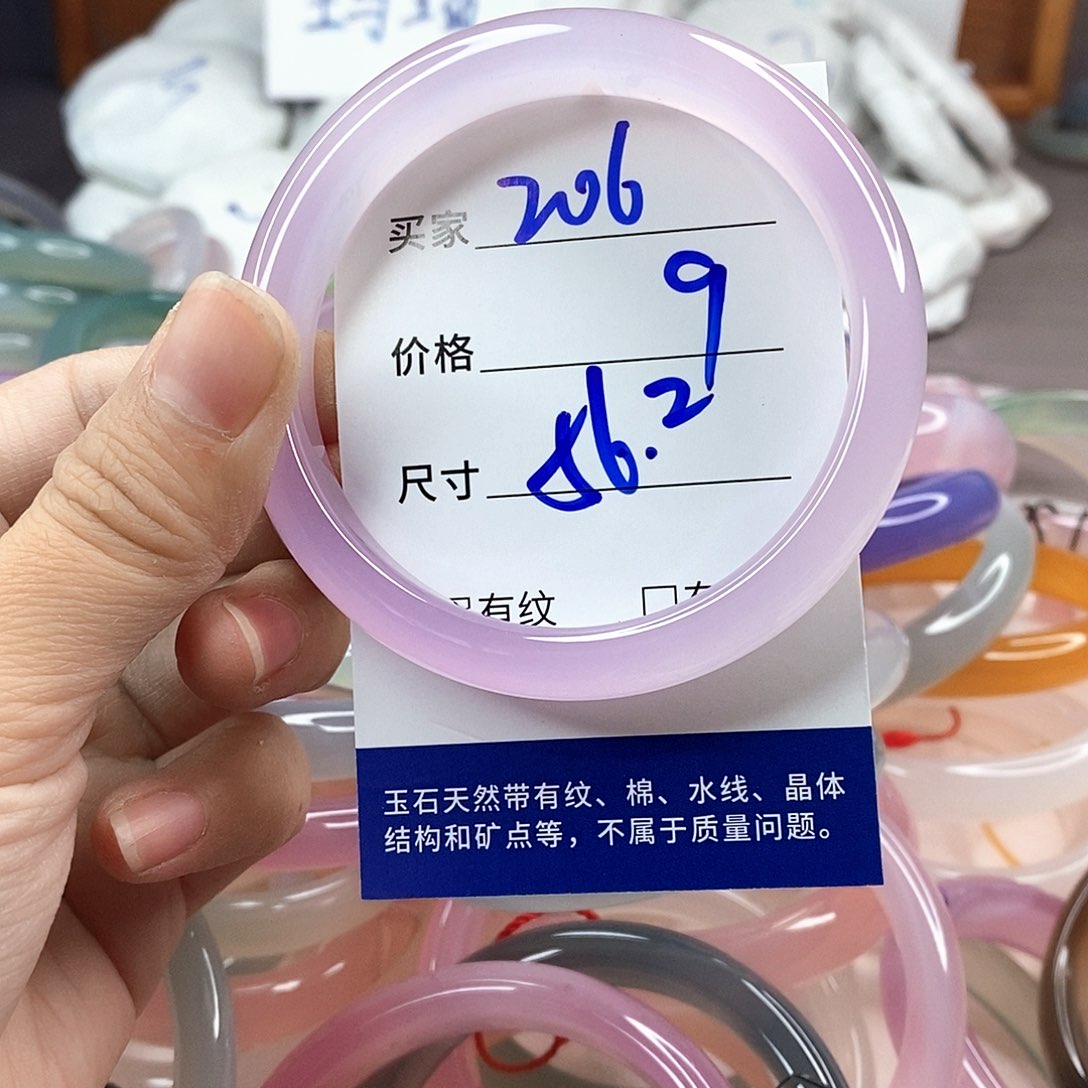 买家 206
价格 9
尺寸 56.2
有纹
玉石天然带有纹、棉、水线、晶体
结构和矿点等，不属于质量问题。